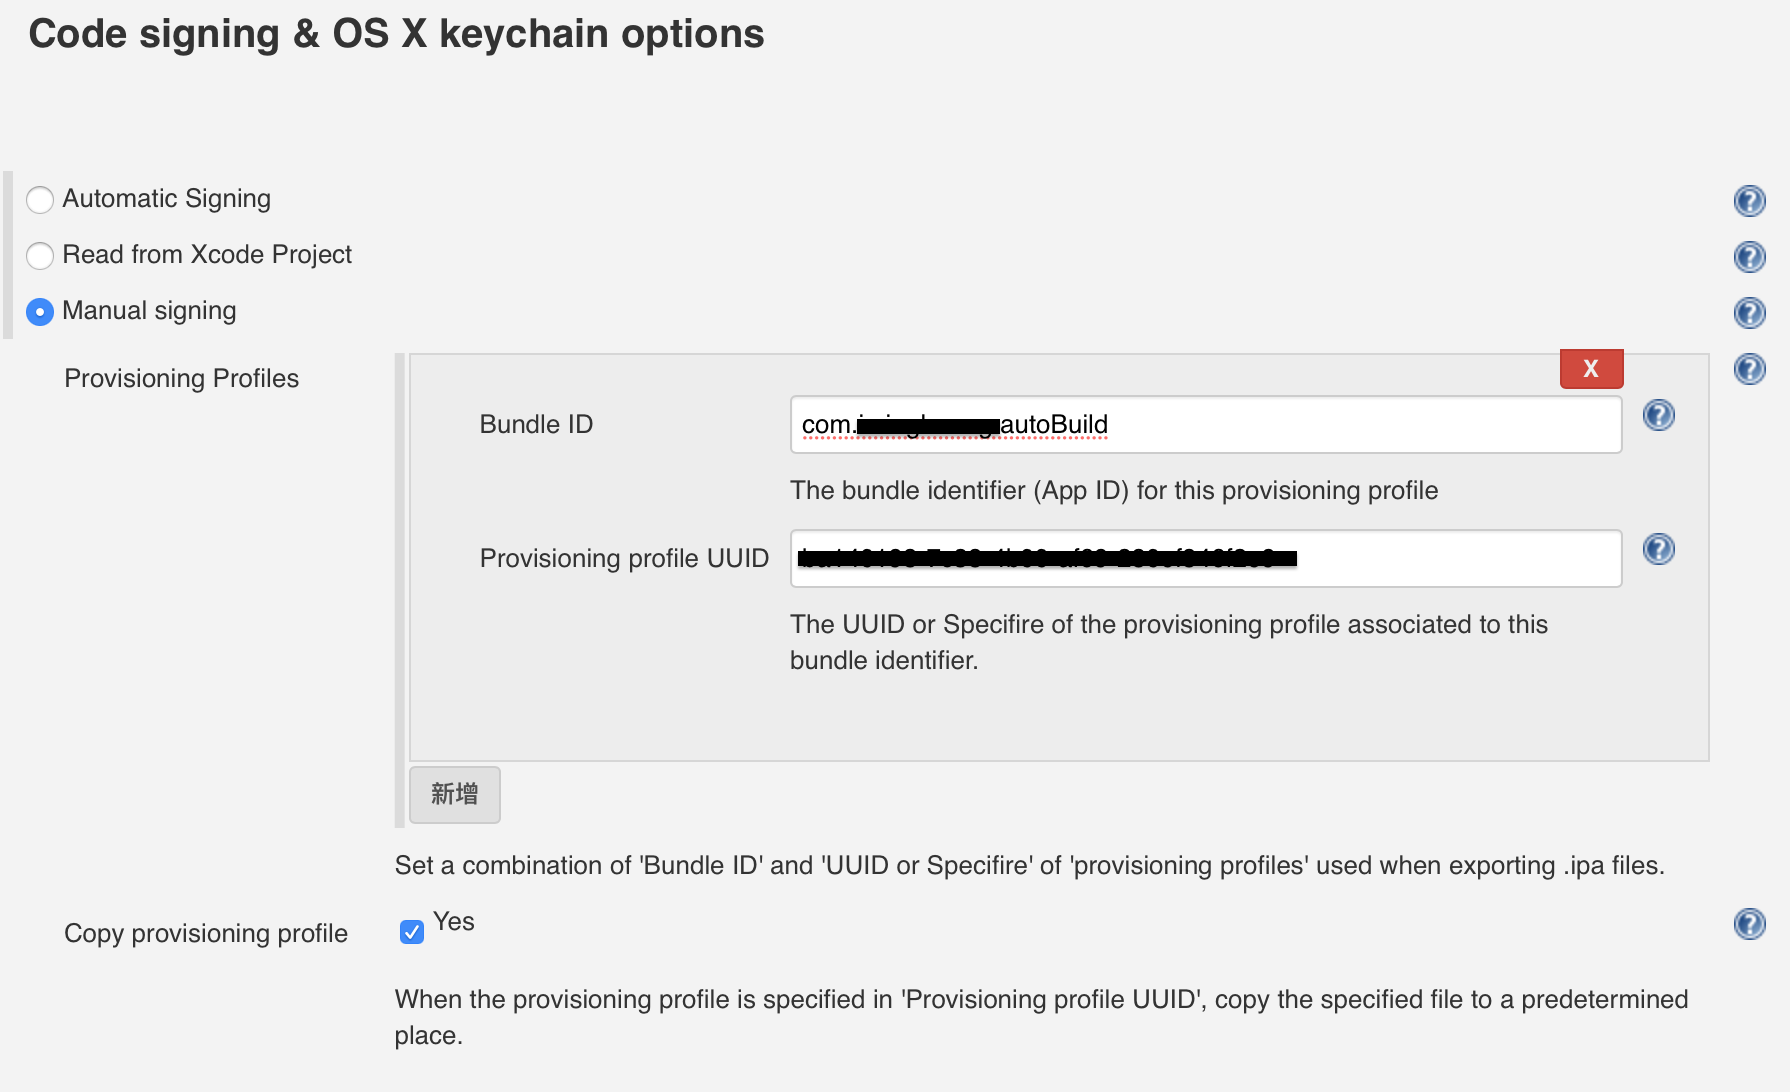 Code signing & OS X keychain options
Automatic Signing
Read from Xcode Project
Manual signing
Provisioning Profiles
X
Bundle ID
com. autoBuild
The bundle identifier (App ID) for this provisioning profile
Provisioning profile UUID
The UUID or Specifire of the provisioning profile associated to this
bundle identifier.
新增
Set a combination of 'Bundle ID' and 'UUID or Specifire' of 'provisioning profiles' used when exporting .ipa files.
Copy provisioning profile
Yes
When the provisioning profile is specified in 'Provisioning profile UUID', copy the specified file to a predetermined
place.